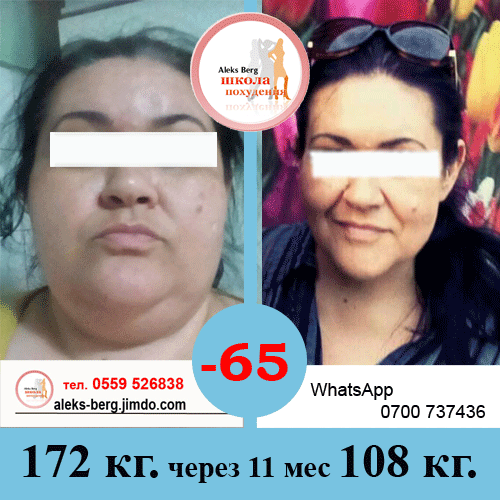 Aleks Berg
школа
похудения
-65
тел. 0559 526838
aleks-berg.jimdo.com
WhatsApp
0700 737436
172 кг. через 11 мес 108 кг.